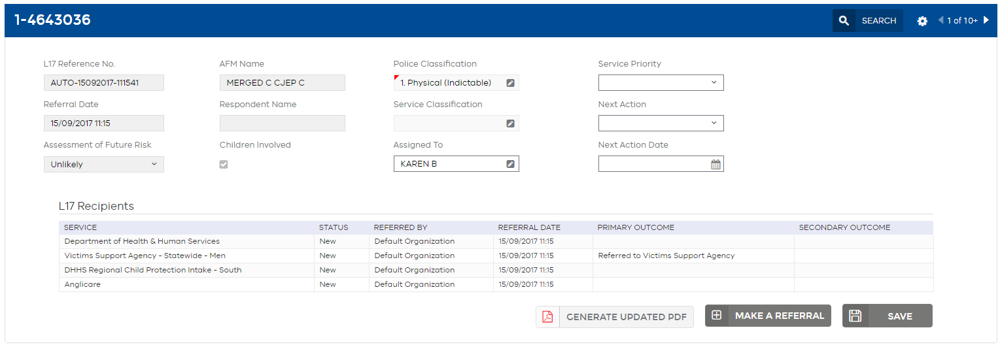 1-4643036 SEARCH 1 of 10+
L17 Reference No. AFM Name Police Classification Service Priority
AUTO-15092017-111541 MERGED C CJEP C 1. Physical (Indictable)
Referral Date Respondent Name Service Classification Next Action
15/09/2017 11:15
Assessment of Future Risk Children Involved Assigned To Next Action Date
Unlikely KAREN B
L17 Recipients
SERVICE STATUS REFERRED BY REFERRAL DATE PRIMARY OUTCOME SECONDARY OUTCOME
Department of Health & Human Services New Default Organization 15/09/2017 11:15
Victims Support Agency - Statewide - Men New Default Organization 15/09/2017 11:15 Referred to Victims Support Agency
DHHS Regional Child Protection Intake - South New Default Organization 15/09/2017 11:15
Anglicare New Default Organization 15/09/2017 11:15
GENERATE UPDATED PDF MAKE A REFERRAL SAVE